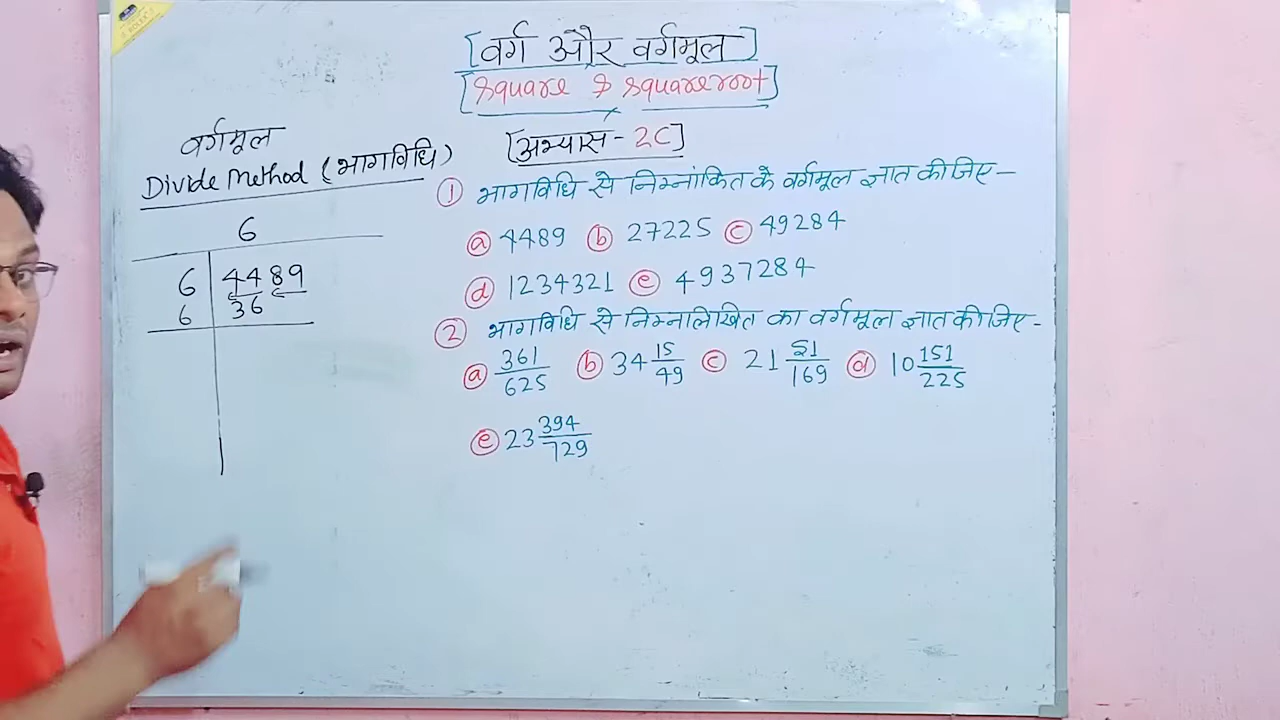 [वर्ग और वर्गमूल]
[Square & Squareroot]
वर्गमूल
Divide Method (भागविधि)
6
6 4489
6 36
[अभ्यास- 2C]
① भागविधि से निम्नांकित के वर्गमूल ज्ञात कीजिए-
ⓐ 4489 ⓑ 27225 ⓒ 49284
ⓓ 1234321 ⓔ 4937284
② भागविधि से निम्नालिखित का वर्गमूल ज्ञात कीजिए-
ⓐ 361/625 ⓑ 34 15/49 ⓒ 21 51/169 ⓓ 10 151/225
ⓔ 23 394/729